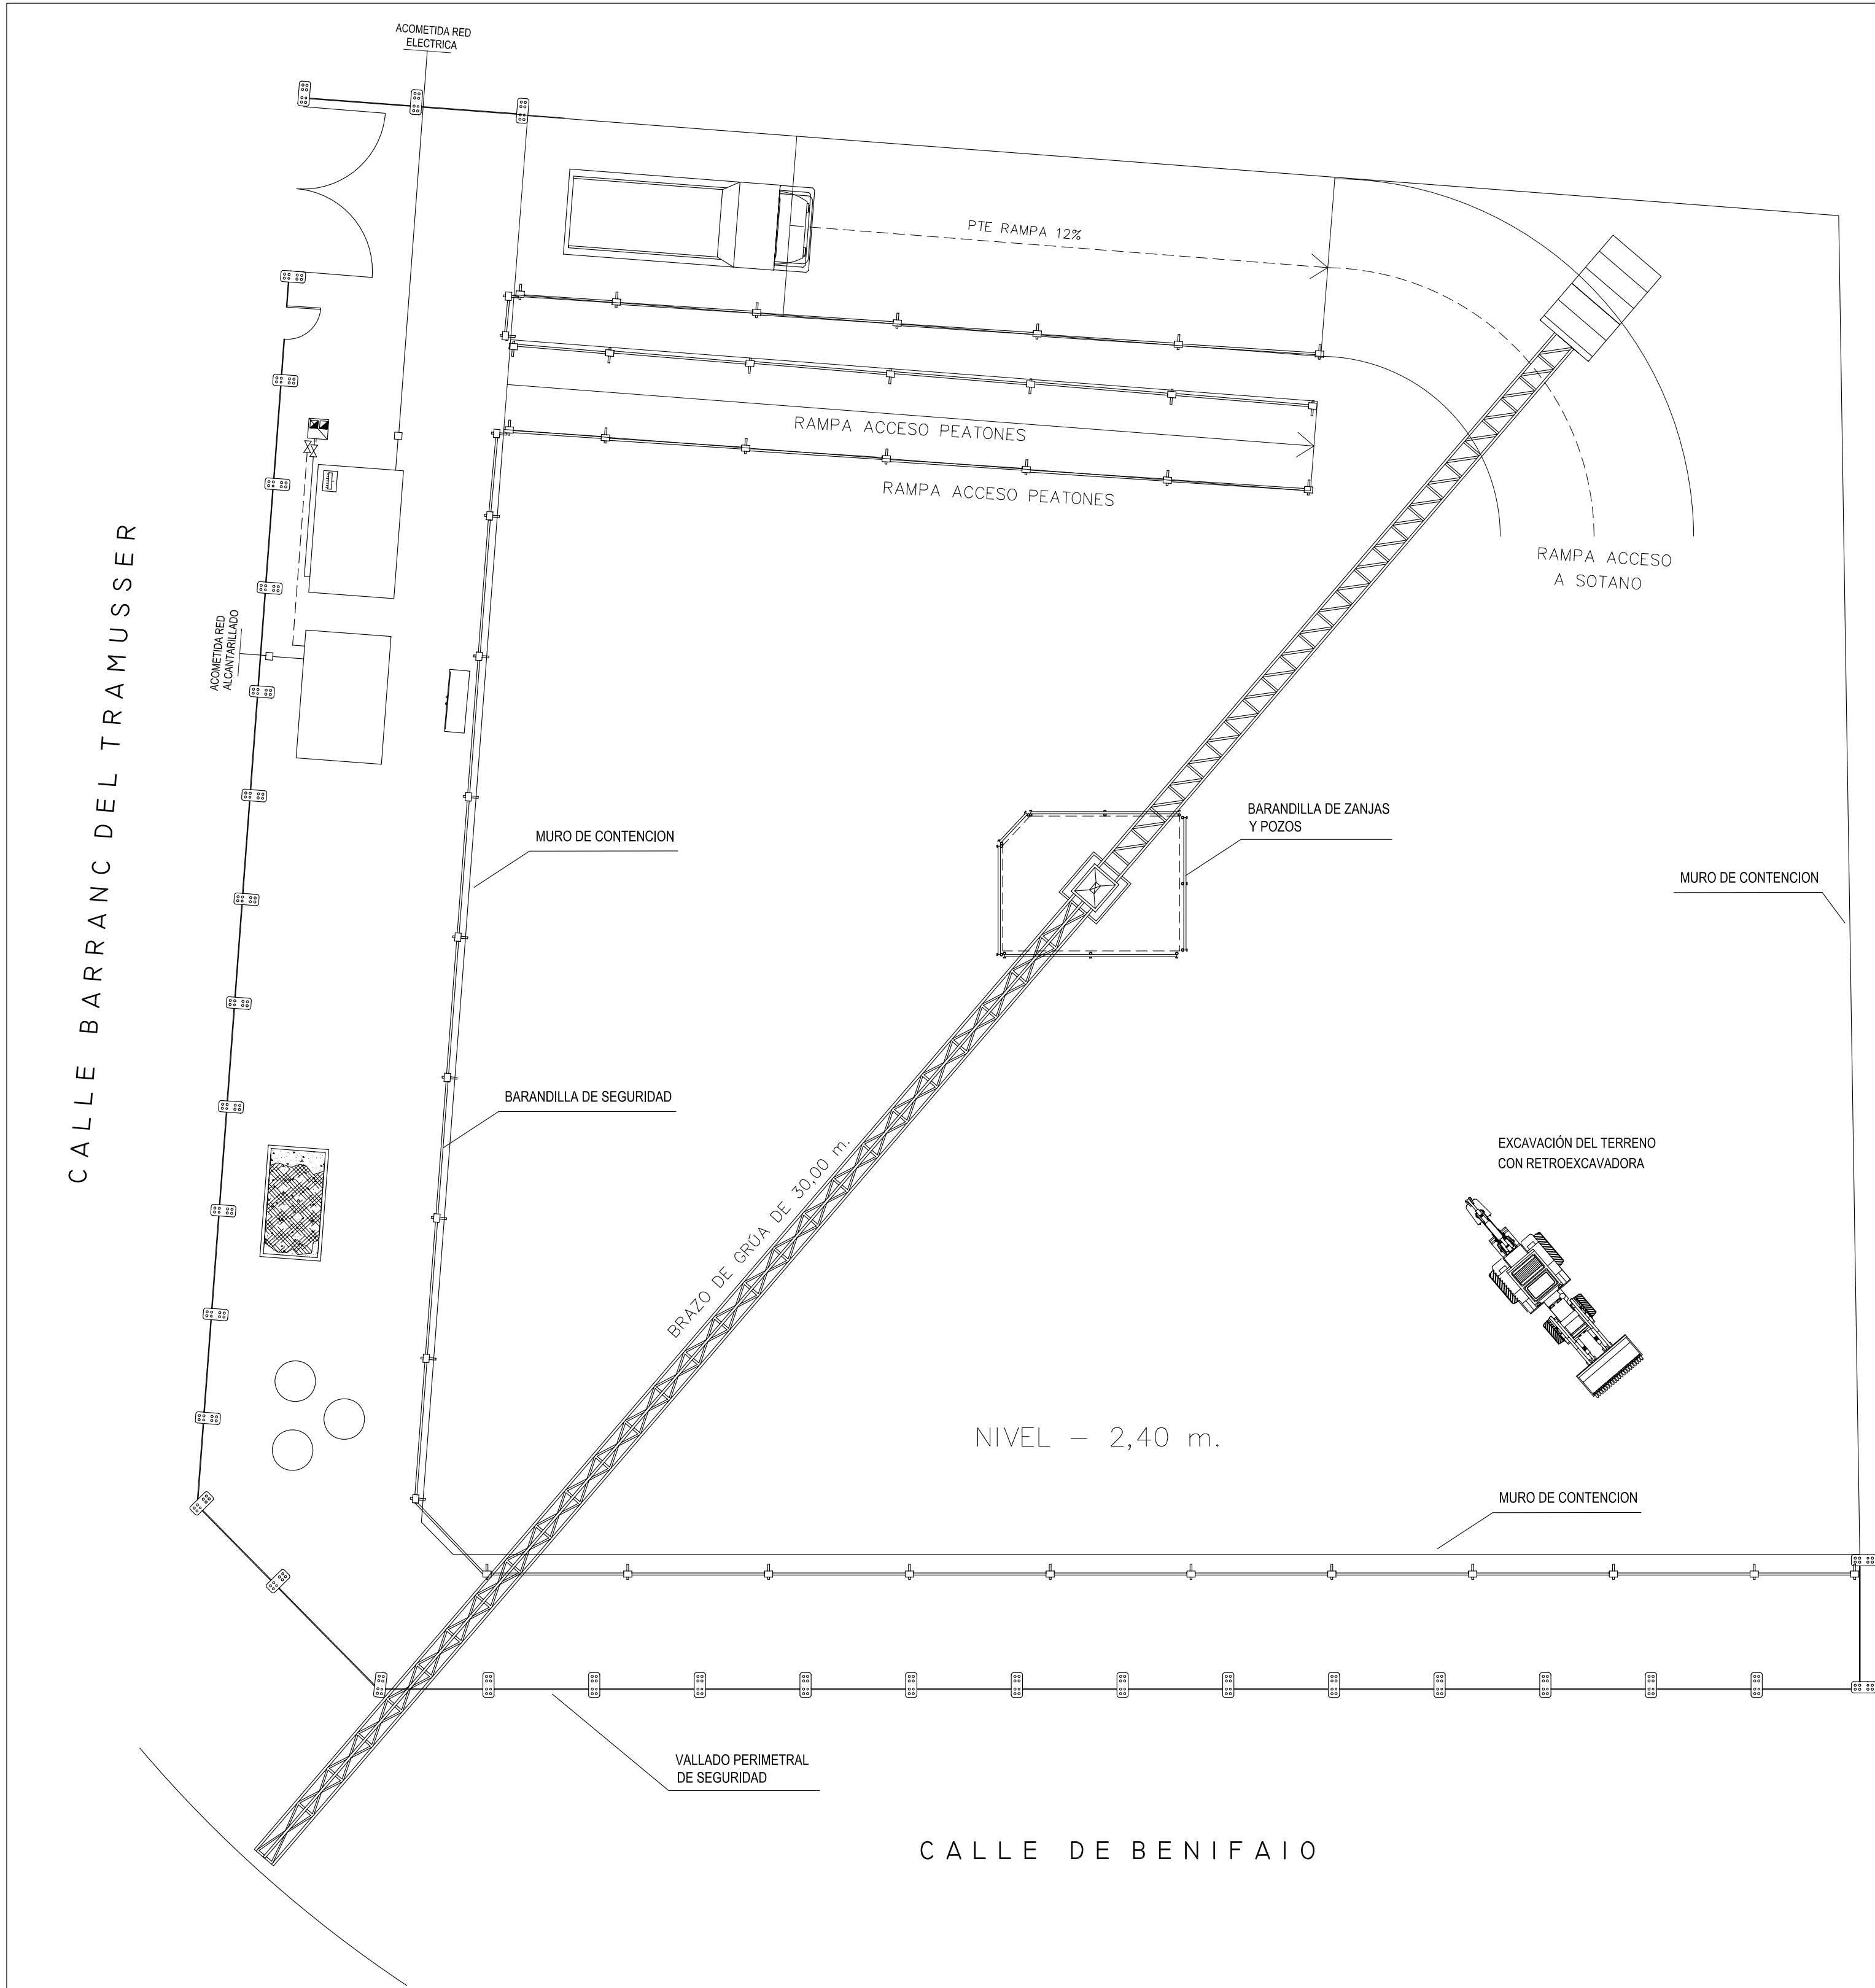 ACOMETIDA RED
ELECTRICA
PTE RAMPA 12%
RAMPA ACCESO PEATONES
RAMPA ACCESO PEATONES
RAMPA ACCESO
A SOTANO
CALLE BARRANC DEL TRAMUSSER
ACOMETIDA RED
ALCANTARILLADO
MURO DE CONTENCION
BARANDILLA DE ZANJAS
Y POZOS
MURO DE CONTENCION
BARANDILLA DE SEGURIDAD
BRAZO DE GRÚA DE 30,00 m.
EXCAVACIÓN DEL TERRENO
CON RETROEXCAVADORA
NIVEL - 2,40 m.
MURO DE CONTENCION
VALLADO PERIMETRAL
DE SEGURIDAD
CALLE DE BENIFAIO